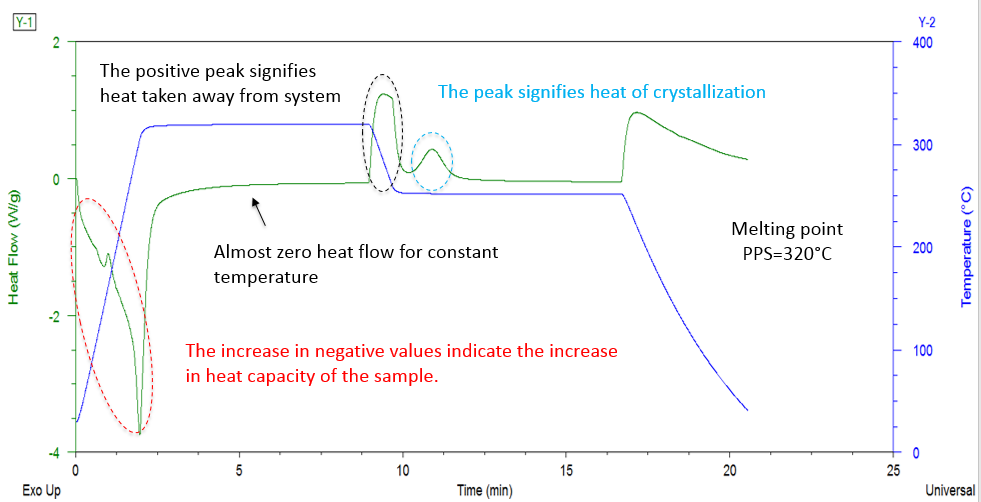 Y-1
Y-2
2
400
The positive peak signifies
heat taken away from system
The peak signifies heat of crystallization
300
0
Heat Flow (W/g)
Temperature (°C)
Almost zero heat flow for constant
temperature
Melting point
PPS=320°C
200
-2
The increase in negative values indicate the increase
in heat capacity of the sample.
100
-4
0
0
5
10
15
20
25
Exo Up
Time (min)
Universal